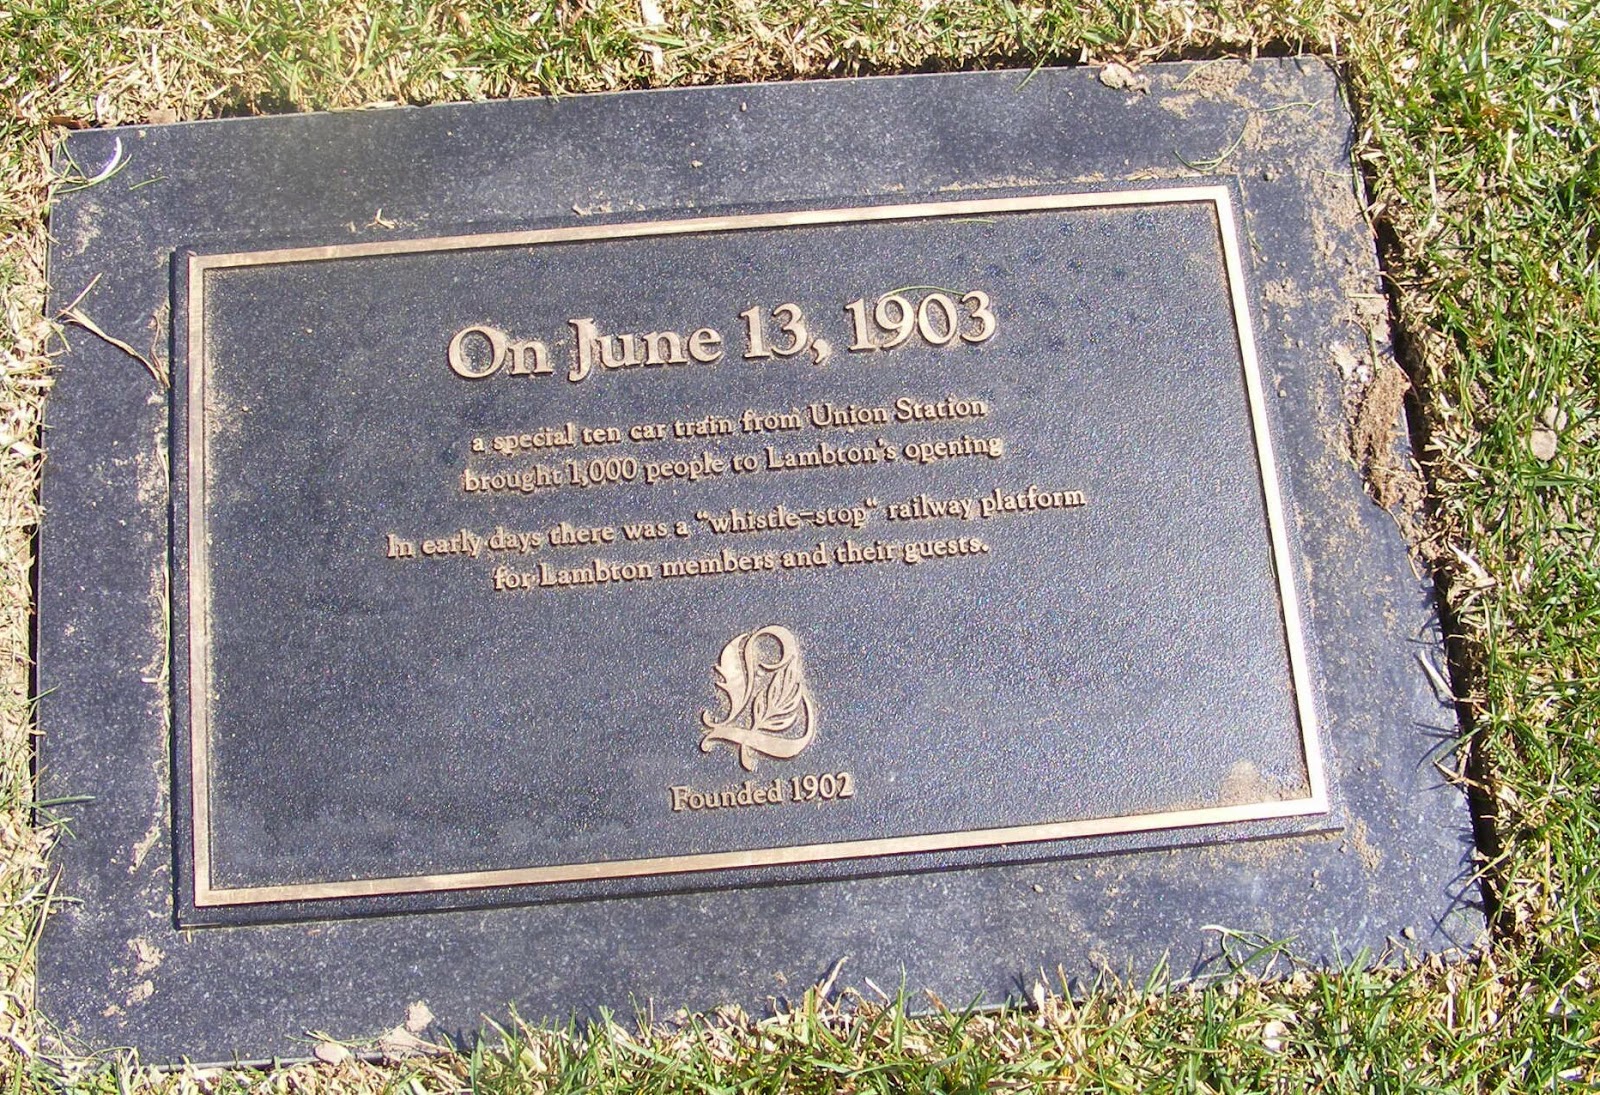 On June 13, 1903
a special ten car train from Union Station
brought 1,000 people to Lambton's opening
In early days there was a "whistle-stop" railway platform
for Lambton members and their guests.
L
Founded 1902